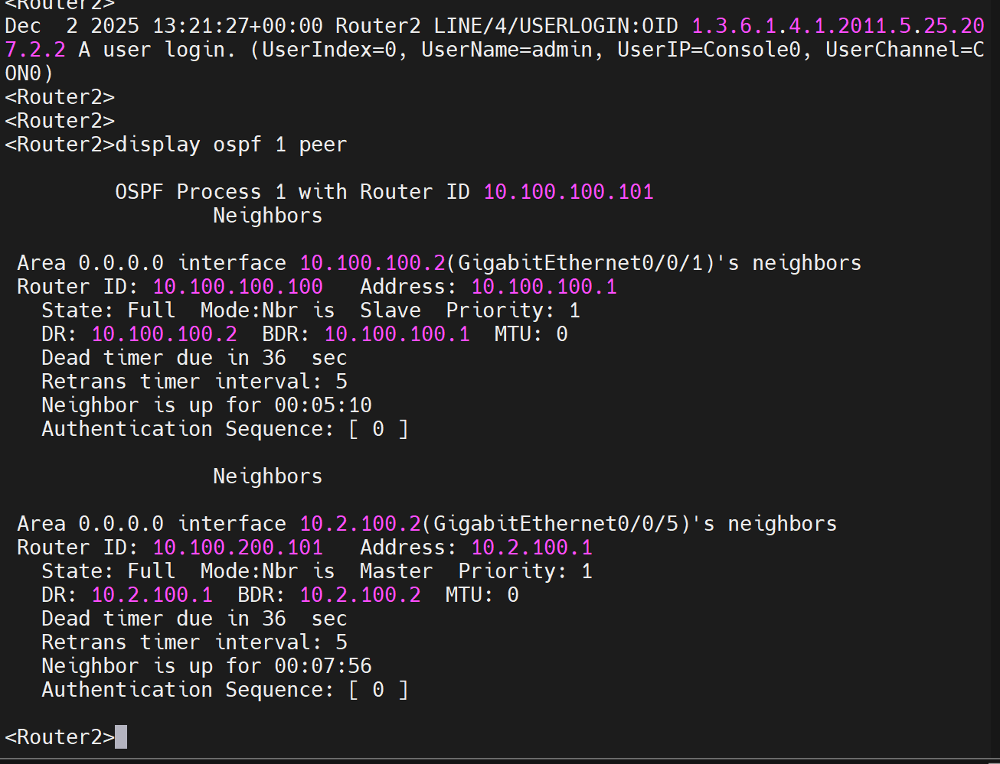 <Router2>
Dec  2 2025 13:21:27+00:00 Router2 LINE/4/USERLOGIN:OID 1.3.6.1.4.1.2011.5.25.20
7.2.2 A user login. (UserIndex=0, UserName=admin, UserIP=Console0, UserChannel=C
ON0)
<Router2>
<Router2>
<Router2>display ospf 1 peer

         OSPF Process 1 with Router ID 10.100.100.101
                 Neighbors

 Area 0.0.0.0 interface 10.100.100.2(GigabitEthernet0/0/1)'s neighbors
 Router ID: 10.100.100.100   Address: 10.100.100.1
   State: Full  Mode:Nbr is  Slave  Priority: 1
   DR: 10.100.100.2  BDR: 10.100.100.1  MTU: 0
   Dead timer due in 36  sec
   Retrans timer interval: 5
   Neighbor is up for 00:05:10
   Authentication Sequence: [ 0 ]

                 Neighbors

 Area 0.0.0.0 interface 10.2.100.2(GigabitEthernet0/0/5)'s neighbors
 Router ID: 10.100.200.101   Address: 10.2.100.1
   State: Full  Mode:Nbr is  Master  Priority: 1
   DR: 10.2.100.1  BDR: 10.2.100.2  MTU: 0
   Dead timer due in 36  sec
   Retrans timer interval: 5
   Neighbor is up for 00:07:56
   Authentication Sequence: [ 0 ]

<Router2>